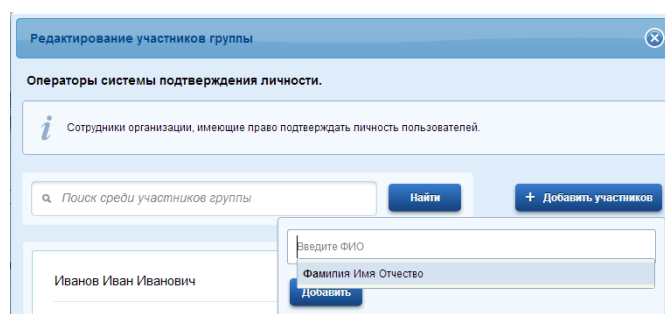 Редактирование участников группы
Операторы системы подтверждения личности.
Сотрудники организации, имеющие право подтверждать личность пользователей.
Поиск среди участников группы
Найти
+ Добавить участников
Введите ФИО
Фамилия Имя Отчество
Иванов Иван Иванович
Добавить